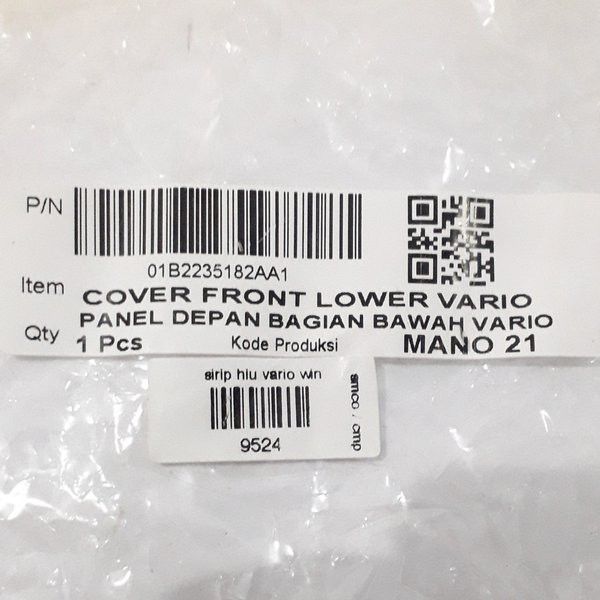 P/N
01B2235182AA1
Item COVER FRONT LOWER VARIO
PANEL DEPAN BAGIAN BAWAH VARIO
Qty 1 Pcs Kode Produksi MANO 21
sirip hiu vario win
smco / cmp
9524